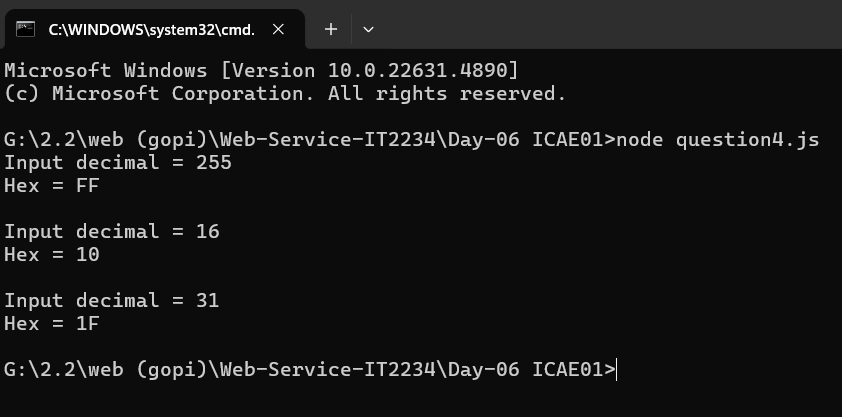 C:\WINDOWS\system32\cmd.
Microsoft Windows [Version 10.0.22631.4890]
(c) Microsoft Corporation. All rights reserved.
G:\2.2\web (gopi)\Web-Service-IT2234\Day-06 ICAE01>node question4.js
Input decimal = 255
Hex = FF
Input decimal = 16
Hex = 10
Input decimal = 31
Hex = 1F
G:\2.2\web (gopi)\Web-Service-IT2234\Day-06 ICAE01>